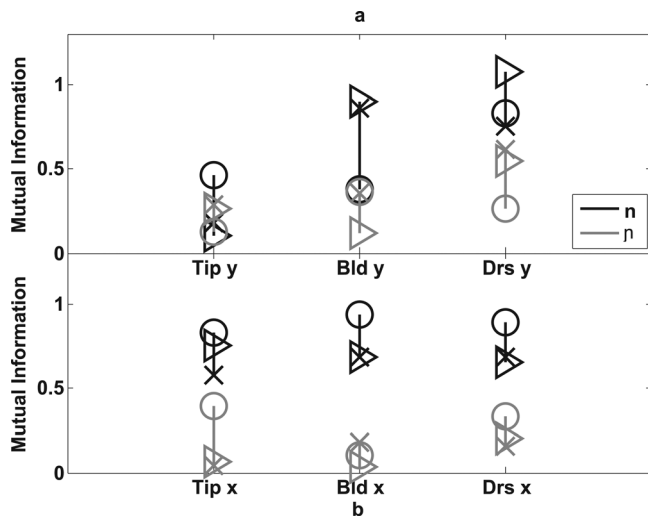 a
Mutual Information
1
0.5
0
Tip y Bld y Drs y
n
ɲ
Mutual Information
1
0.5
0
Tip x Bld x Drs x
b